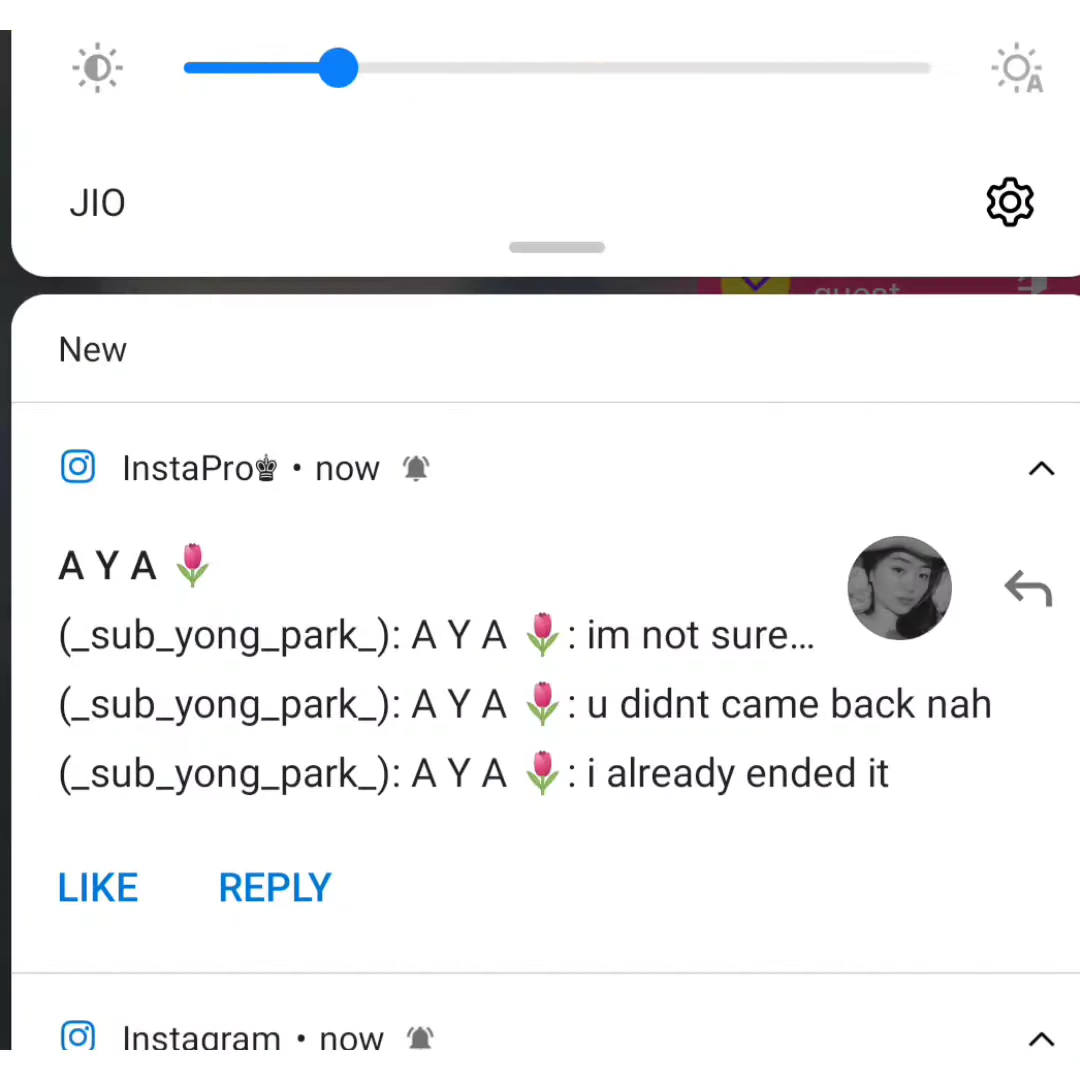 JIO
guest
New
InstaPro♚ • now
A Y A 🌷
(_sub_yong_park_): A Y A 🌷: im not sure...
(_sub_yong_park_): A Y A 🌷: u didnt came back nah
(_sub_yong_park_): A Y A 🌷: i already ended it
LIKE REPLY
Instagram • now